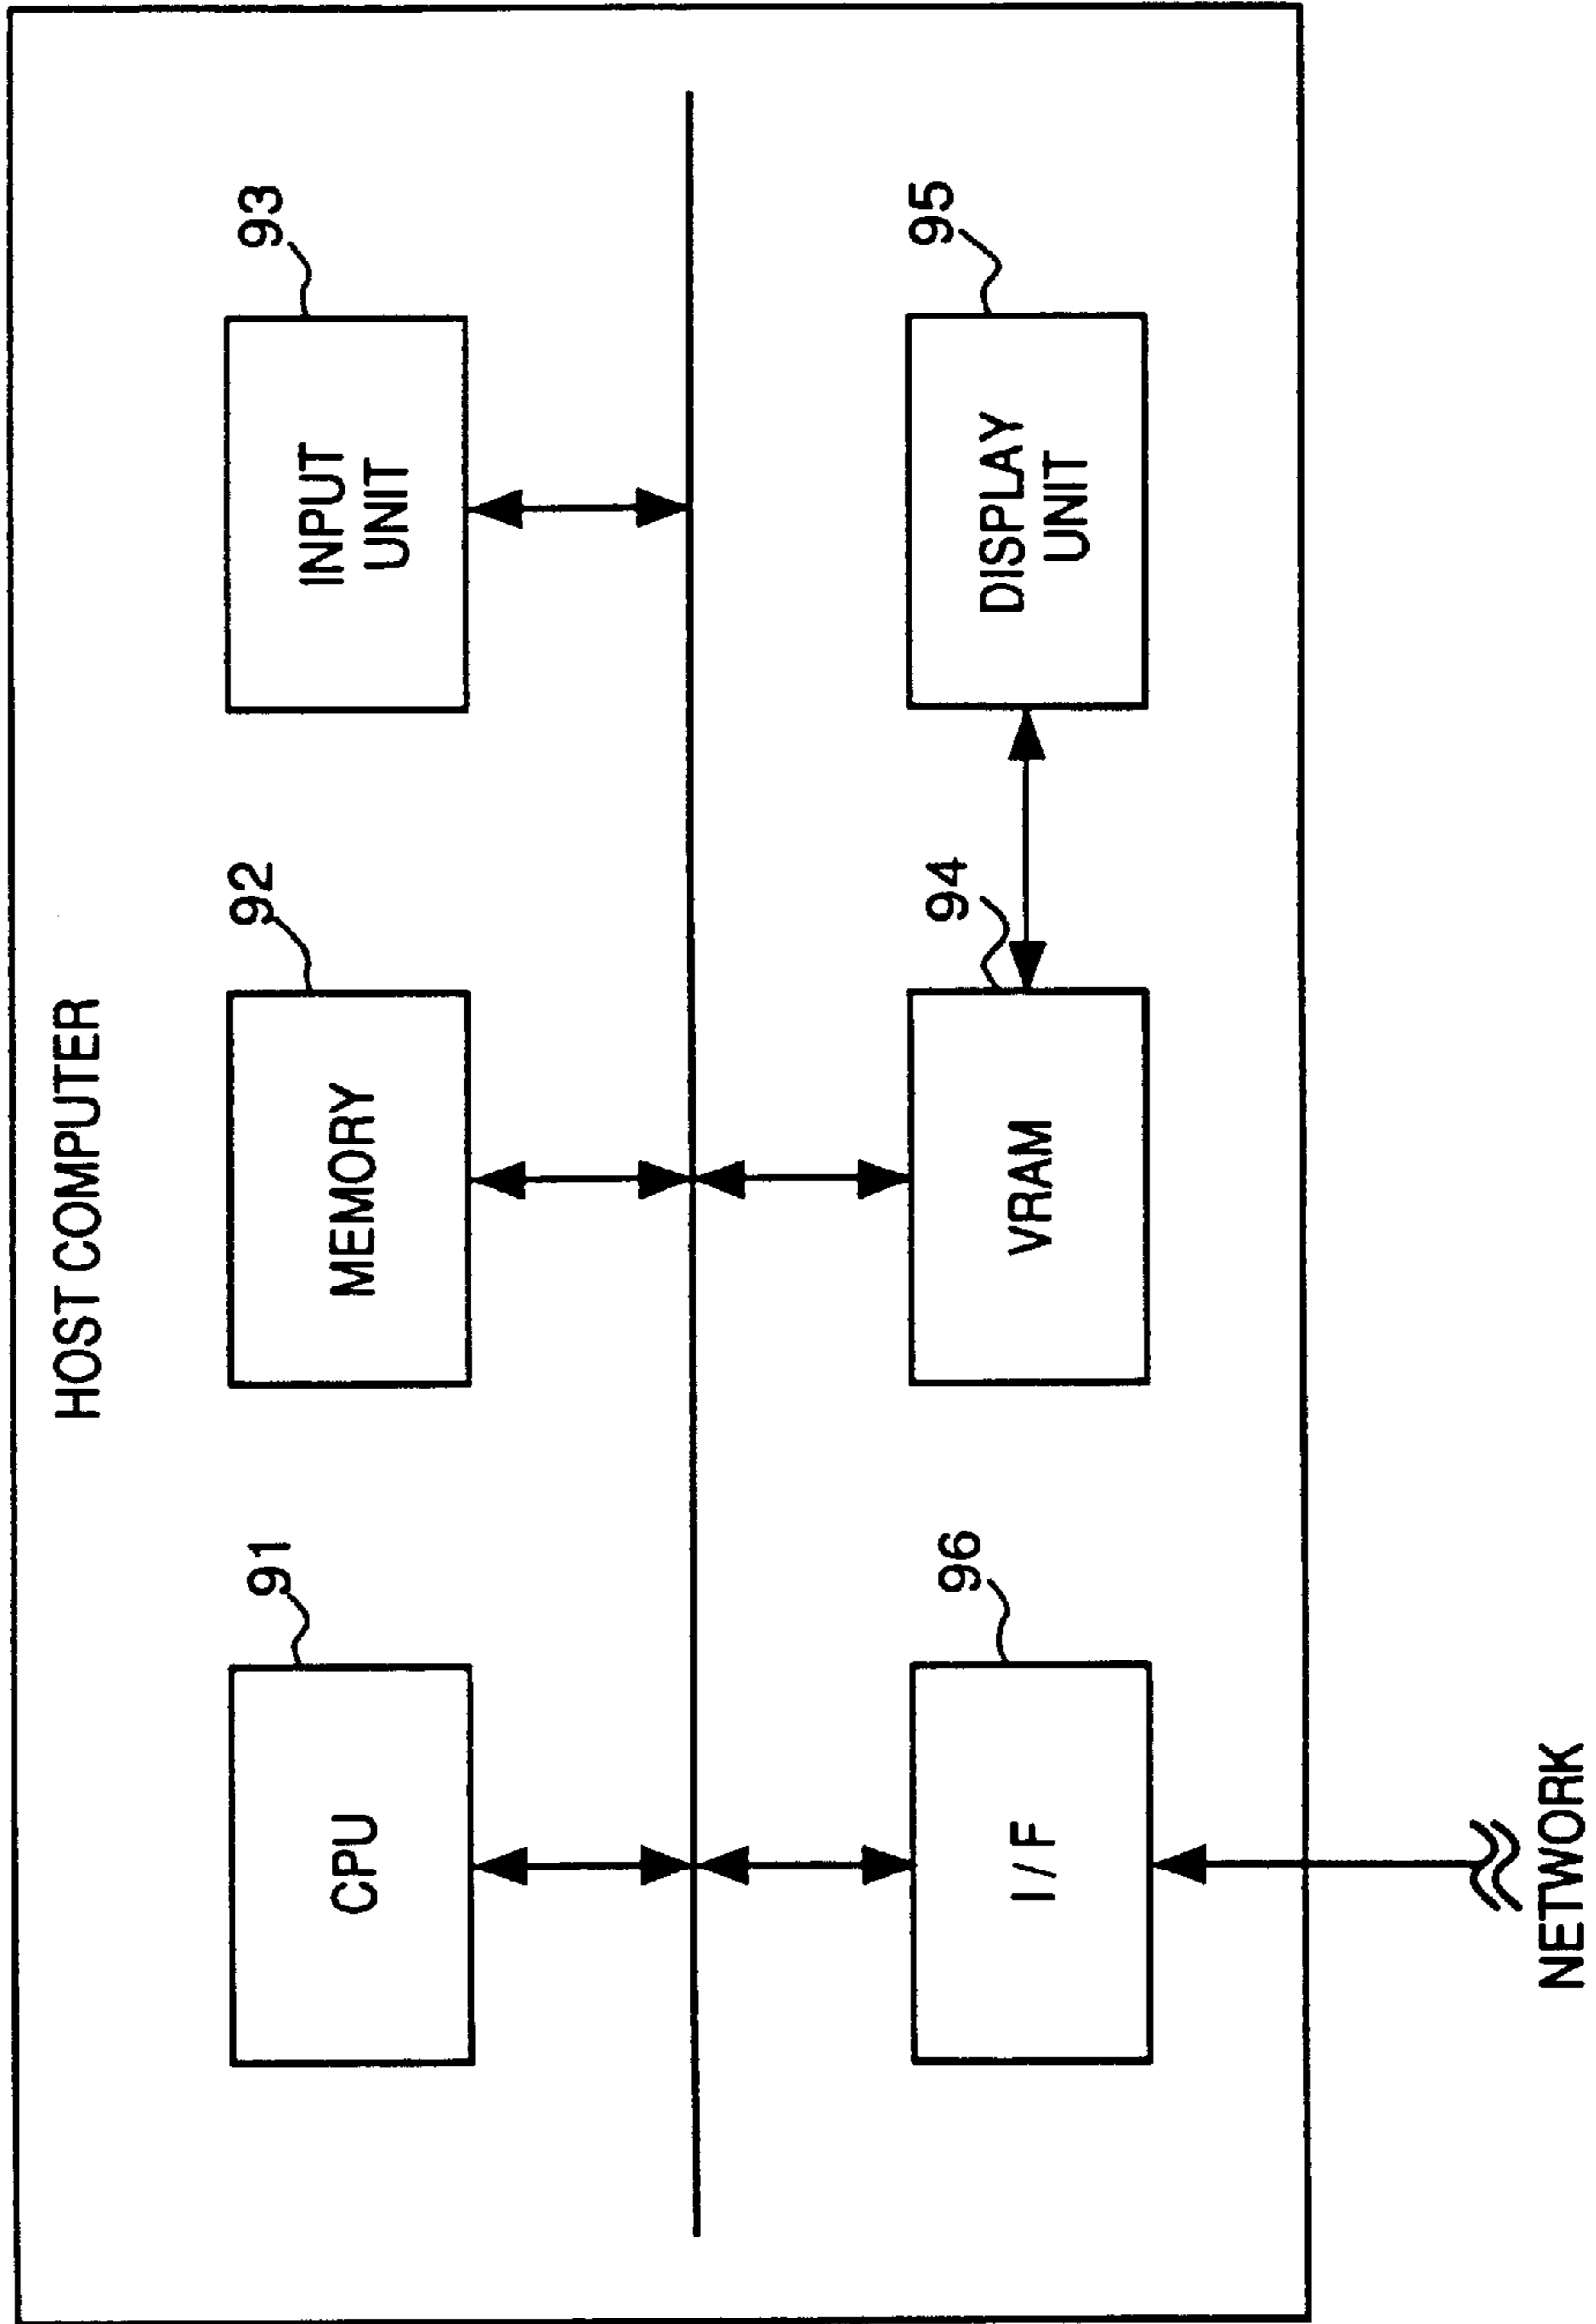 HOST COMPUTER
91
92
93
CPU
MEMORY
INPUT
UNIT
96
94
95
I/F
VRAM
DISPLAY
UNIT
NETWORK